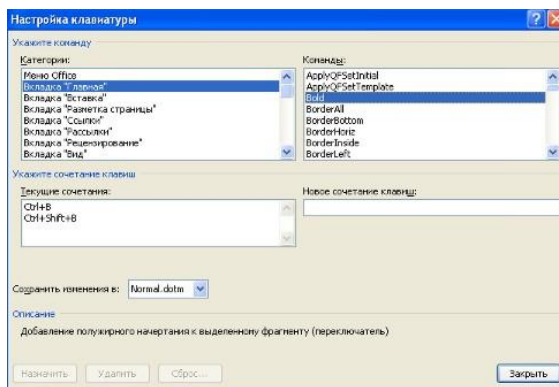 Настройка клавиатуры
Укажите команду
Категории:
Команды:
Меню Office
Вкладка "Главная"
Вкладка "Вставка"
Вкладка "Разметка страницы"
Вкладка "Ссылки"
Вкладка "Рассылки"
Вкладка "Рецензирование"
Вкладка "Вид"
ApplyQFSetInitial
ApplyQFSetTemplate
Bold
BorderAll
BorderBottom
BorderHoriz
BorderInside
BorderLeft
Укажите сочетание клавиш
Текущие сочетания:
Новое сочетание клавиш:
Ctrl+B
Ctrl+Shift+B
Сохранить изменения в:
Normal.dotm
Описание
Добавление полужирного начертания к выделенному фрагменту (переключатель)
Назначить
Удалить
Сброс...
Закрыть